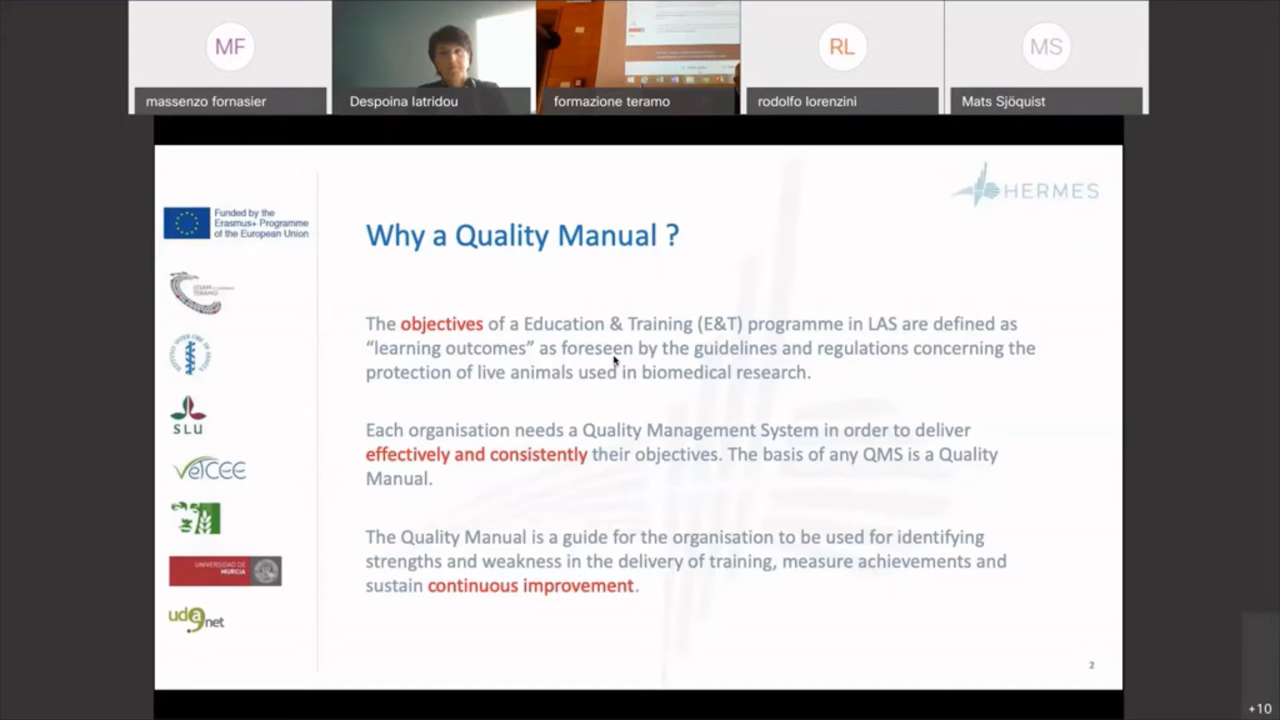 MF
RL
MS
massenzo fornasier
Despoina Iatridou
formazione teramo
rodolfo lorenzini
Mats Sjöquist
HERMES
Funded by the
Erasmus+ Programme
of the European Union
TERAMO
SLU
VETCEE
UNIVERSIDAD DE
MURCIA
udanet
Why a Quality Manual ?
The objectives of a Education & Training (E&T) programme in LAS are defined as
“learning outcomes” as foreseen by the guidelines and regulations concerning the
protection of live animals used in biomedical research.
Each organisation needs a Quality Management System in order to deliver
effectively and consistently their objectives. The basis of any QMS is a Quality
Manual.
The Quality Manual is a guide for the organisation to be used for identifying
strengths and weakness in the delivery of training, measure achievements and
sustain continuous improvement.
2
+10